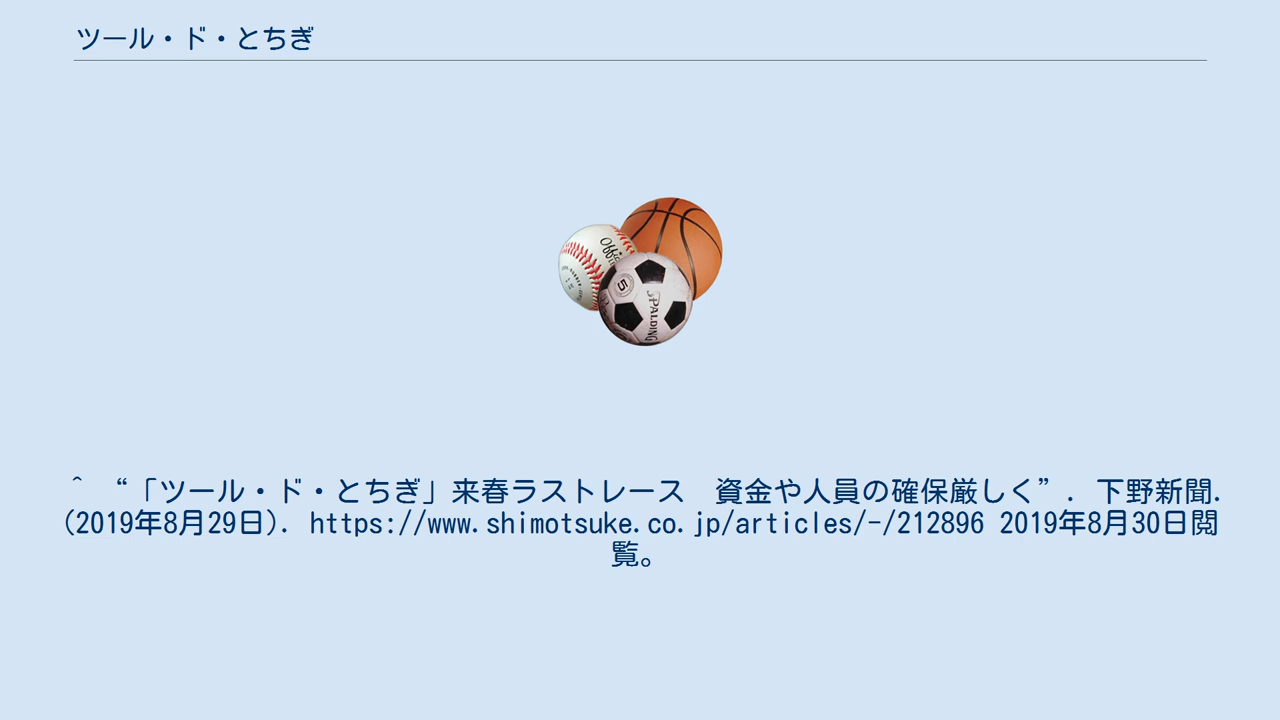 ツール・ド・とちぎ
Offic
5
SPALDING
^ “「ツール・ド・とちぎ」来春ラストレース　資金や人員の確保厳しく”. 下野新聞.
(2019年8月29日). https://www.shimotsuke.co.jp/articles/-/212896 2019年8月30日閲
覧。